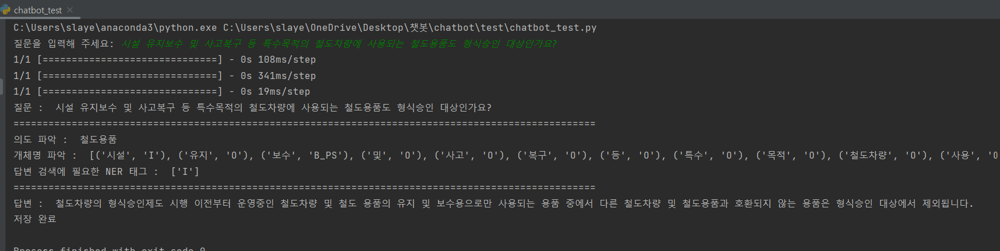 chatbot_test
C:\Users\slaye\anaconda3\python.exe C:\Users\slaye\OneDrive\Desktop\챗봇\chatbot\test\chatbot_test.py
질문을 입력해 주세요: 시설 유지보수 및 사고복구 등 특수목적의 철도차량에 사용되는 철도용품도 형식승인 대상인가요?
1/1 [==============================] - 0s 108ms/step
1/1 [==============================] - 0s 341ms/step
1/1 [==============================] - 0s 19ms/step
질문 :  시설 유지보수 및 사고복구 등 특수목적의 철도차량에 사용되는 철도용품도 형식승인 대상인가요?
====================================================================================================
의도 파악 :  철도용품
개체명 파악 :  [('시설', 'I'), ('유지', 'O'), ('보수', 'B_PS'), ('및', 'O'), ('사고', 'O'), ('복구', 'O'), ('등', 'O'), ('특수', 'O'), ('목적', 'O'), ('철도차량', 'O'), ('사용', 'O
답변 검색에 필요한 NER 태그 :  ['I']
====================================================================================================
답변 :  철도차량의 형식승인제도 시행 이전부터 운영중인 철도차량 및 철도 용품의 유지 및 보수용으로만 사용되는 용품 중에서 다른 철도차량 및 철도용품과 호환되지 않는 용품은 형식승인 대상에서 제외됩니다.
저장 완료
Process finished with exit code 0